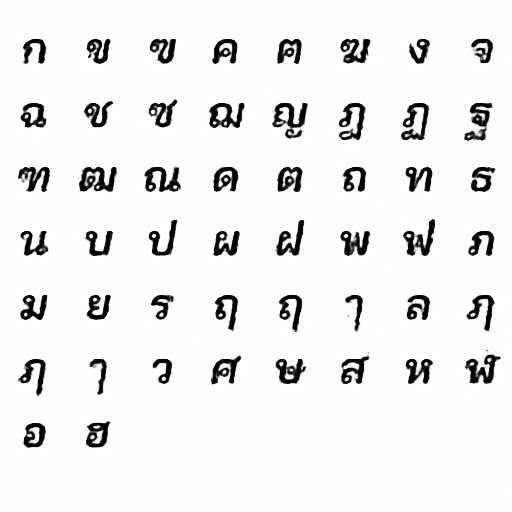 ก ข ฃ ค ฅ ฆ ง จ
ฉ ช ซ ฌ ญ ฎ ฏ ฐ
ฑ ฒ ณ ด ต ถ ท ธ
น บ ป ผ ฝ พ ฟ ภ
ม ย ร ฤ ฤ ๅ ล ฦ
ฦ ๅ ว ศ ษ ส ห ฬ
อ ฮ